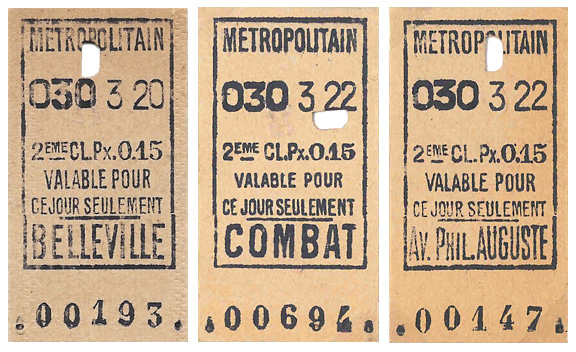 METROPOLITAIN
030 3 20
2EME CL.Px.0.15
VALABLE POUR
CE JOUR SEULEMENT
BELLEVILLE
00193
METROPOLITAIN
030 3 22
2EME CL.Px.0.15
VALABLE POUR
CE JOUR SEULEMENT
COMBAT
00694
METROPOLITAIN
030 3 22
2EME CL.Px.0.15
VALABLE POUR
CE JOUR SEULEMENT
AV. PHIL. AUGUSTE
00147